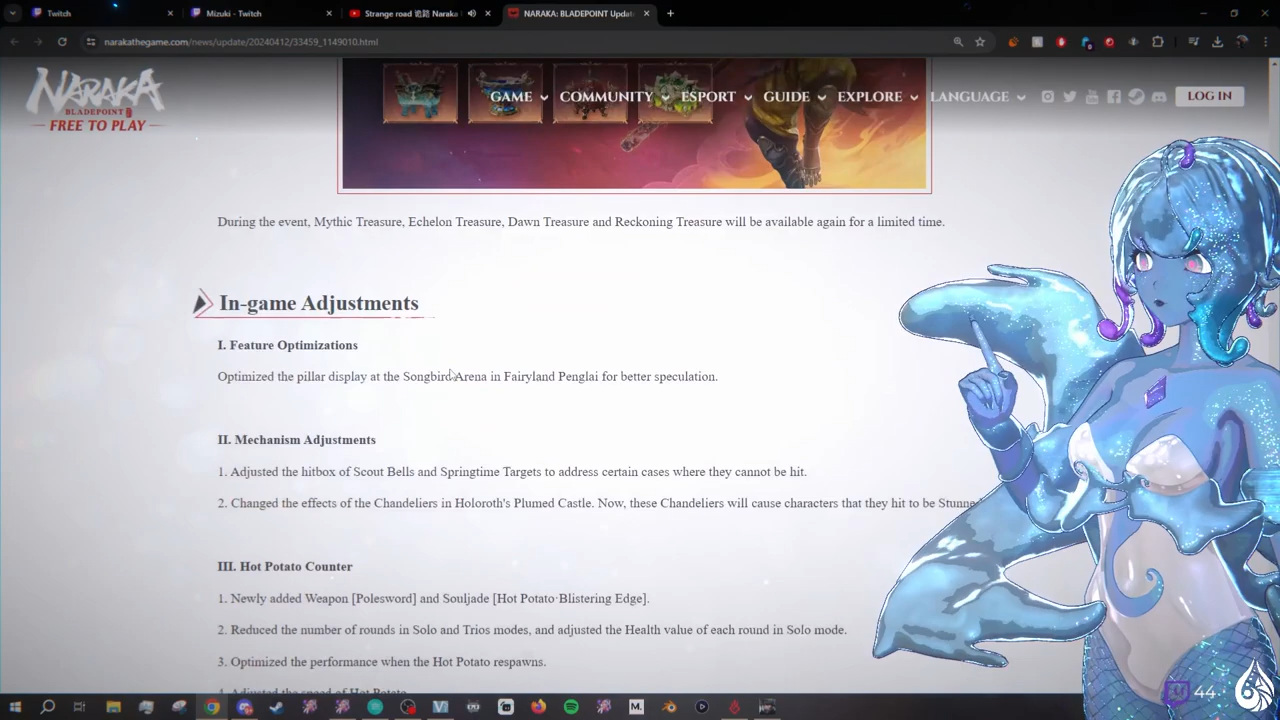 Twitch
Mizuki - Twitch
Strange road 诡路 Naraka
NARAKA: BLADEPOINT Updat
narakathegame.com/news/update/20240412/33459_1149010.html
NARAKA
BLADEPOINT
FREE TO PLAY
GAME COMMUNITY ESPORT GUIDE EXPLORE LANGUAGE LOG IN
During the event, Mythic Treasure, Echelon Treasure, Dawn Treasure and Reckoning Treasure will be available again for a limited time.
In-game Adjustments
I. Feature Optimizations
Optimized the pillar display at the Songbird Arena in Fairyland Penglai for better speculation.
II. Mechanism Adjustments
1. Adjusted the hitbox of Scout Bells and Springtime Targets to address certain cases where they cannot be hit.
2. Changed the effects of the Chandeliers in Holoroth's Plumed Castle. Now, these Chandeliers will cause characters that they hit to be Stunned
III. Hot Potato Counter
1. Newly added Weapon [Polesword] and Souljade [Hot Potato·Blistering Edge].
2. Reduced the number of rounds in Solo and Trios modes, and adjusted the Health value of each round in Solo mode.
3. Optimized the performance when the Hot Potato respawns.
4. Adjusted the speed of Hot Potato
M.
44